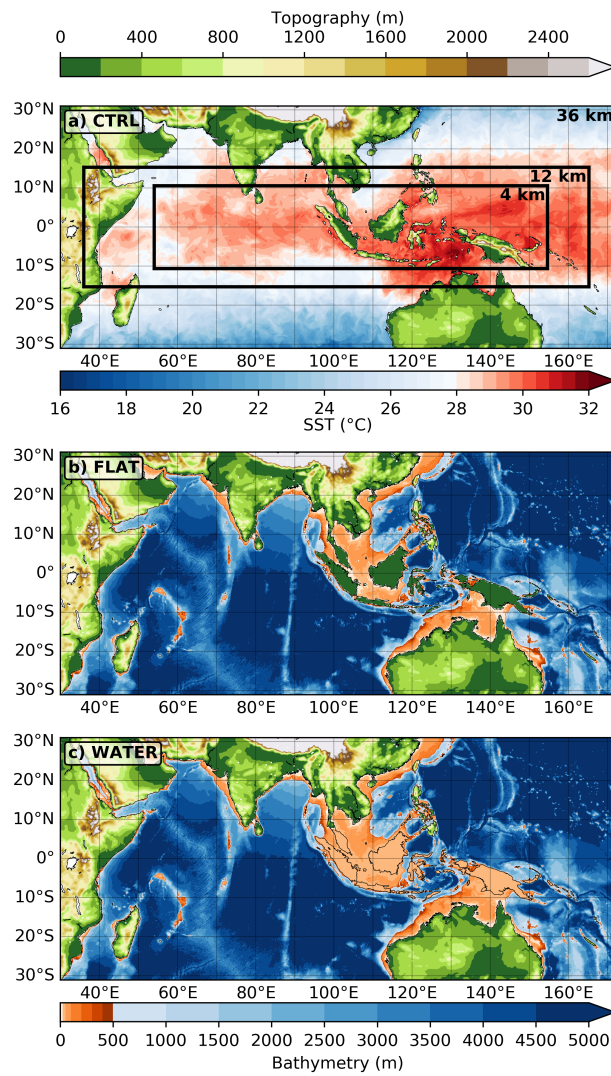 Topography (m)
0 400 800 1200 1600 2000 2400
30°N
a) CTRL
36 km
20°N
12 km
10°N
4 km
0°
10°S
20°S
30°S
40°E 60°E 80°E 100°E 120°E 140°E 160°E
16 18 20 22 24 26 28 30 32
SST (°C)
30°N
b) FLAT
20°N
10°N
0°
10°S
20°S
30°S
40°E 60°E 80°E 100°E 120°E 140°E 160°E
30°N
c) WATER
20°N
10°N
0°
10°S
20°S
30°S
40°E 60°E 80°E 100°E 120°E 140°E 160°E
0 500 1000 1500 2000 2500 3000 3500 4000 4500 5000
Bathymetry (m)